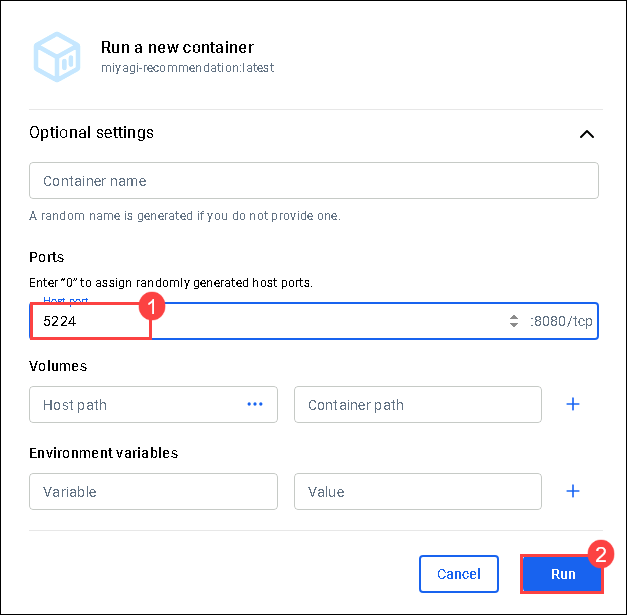 Run a new container
miyagi-recommendation:latest
Optional settings
Container name
A random name is generated if you do not provide one.
Ports
Enter “0” to assign randomly generated host ports.
Host port
1
5224 :8080/tcp
Volumes
Host path ••• Container path +
Environment variables
Variable Value +
2
Cancel Run